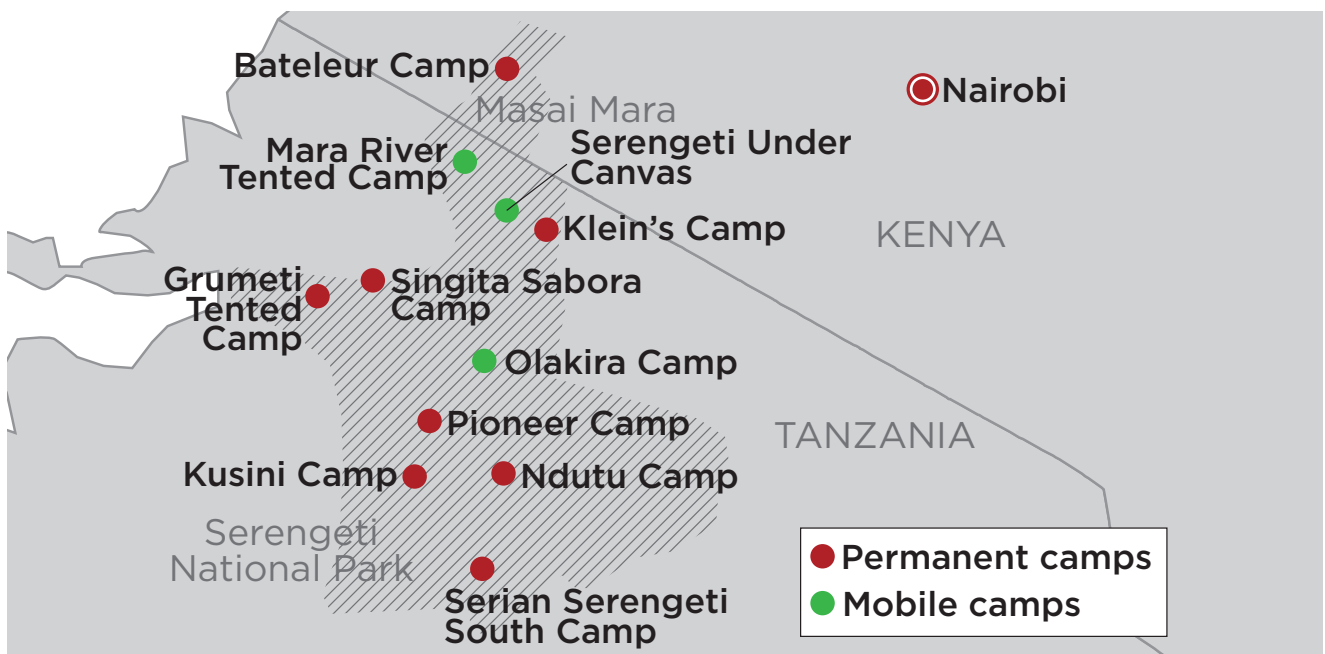 Bateleur Camp
Nairobi
Masai Mara
Mara River
Tented Camp
Serengeti Under
Canvas
Klein's Camp
KENYA
Grumeti
Tented
Camp
Singita Sabora
Camp
Olakira Camp
Pioneer Camp
TANZANIA
Kusini Camp
Ndutu Camp
Serengeti
National Park
Serian Serengeti
South Camp
Permanent camps
Mobile camps